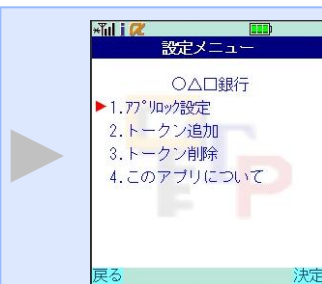 設定メニュー
○△□銀行
1.ｱﾌﾟﾘﾛｯｸ設定
2.トークン追加
3.トークン削除
4.このアプリについて
戻る 決定